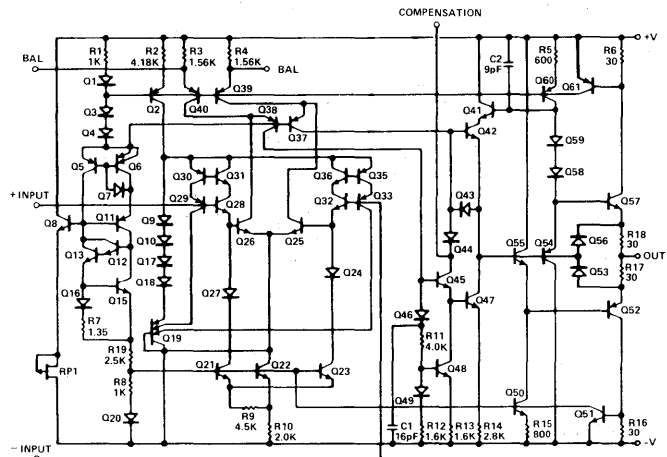 COMPENSATION
+V
R1
1K
R2
4.18K
R3
1.56K
R4
1.56K
C2
9pF
R5
600
R6
30
BAL
BAL
Q1
Q3
Q4
Q2
Q40
Q39
Q38
Q37
Q41
Q42
Q60
Q61
Q59
Q58
Q5
Q6
Q7
Q30
Q31
Q36
Q35
Q29
Q28
Q32
Q33
+INPUT
Q8
Q11
Q9
Q10
Q17
Q18
Q26
Q25
Q43
Q44
Q57
R18
30
Q13
Q12
Q55
Q54
Q56
OUT
Q53
R17
30
Q16
Q15
Q27
Q24
Q45
Q47
Q46
R7
1.35
Q19
R11
4.0K
Q52
R19
2.5K
RP1
R8
1K
Q21
Q22
Q23
Q48
Q49
Q50
Q51
Q20
R9
4.5K
R10
2.0K
C1
16pF
R12
1.6K
R13
1.6K
R14
2.8K
R15
800
R16
30
-V
-INPUT